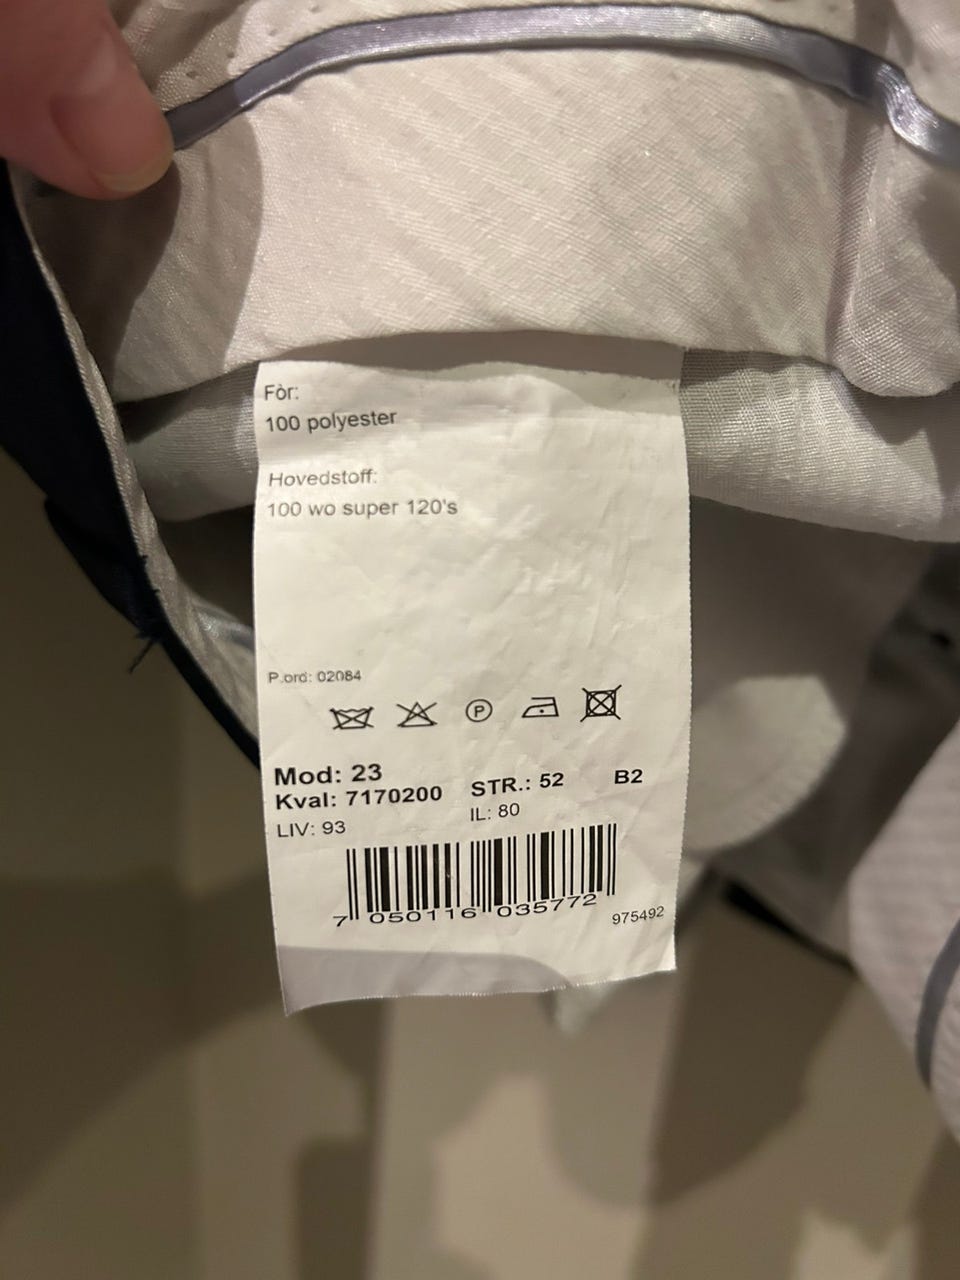 Fòr:
100 polyester
Hovedstoff:
100 wo super 120's
P.ord: 02084
P
Mod: 23
Kval: 7170200 STR.: 52 B2
LIV: 93 IL: 80
7 050116 035772
975492